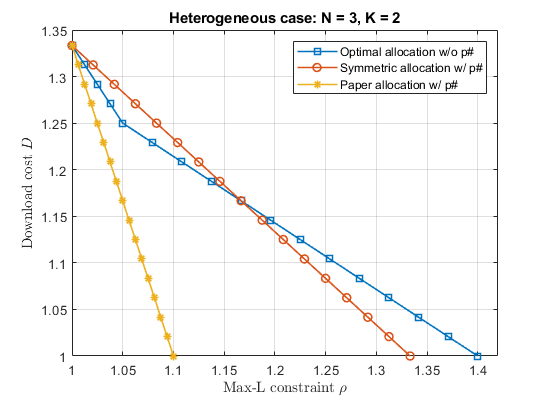 Heterogeneous case: N = 3, K = 2
Optimal allocation w/o p#
Symmetric allocation w/ p#
Paper allocation w/ p#
Download cost D
1.35
1.3
1.25
1.2
1.15
1.1
1.05
1
1 1.05 1.1 1.15 1.2 1.25 1.3 1.35 1.4
Max-L constraint ρ